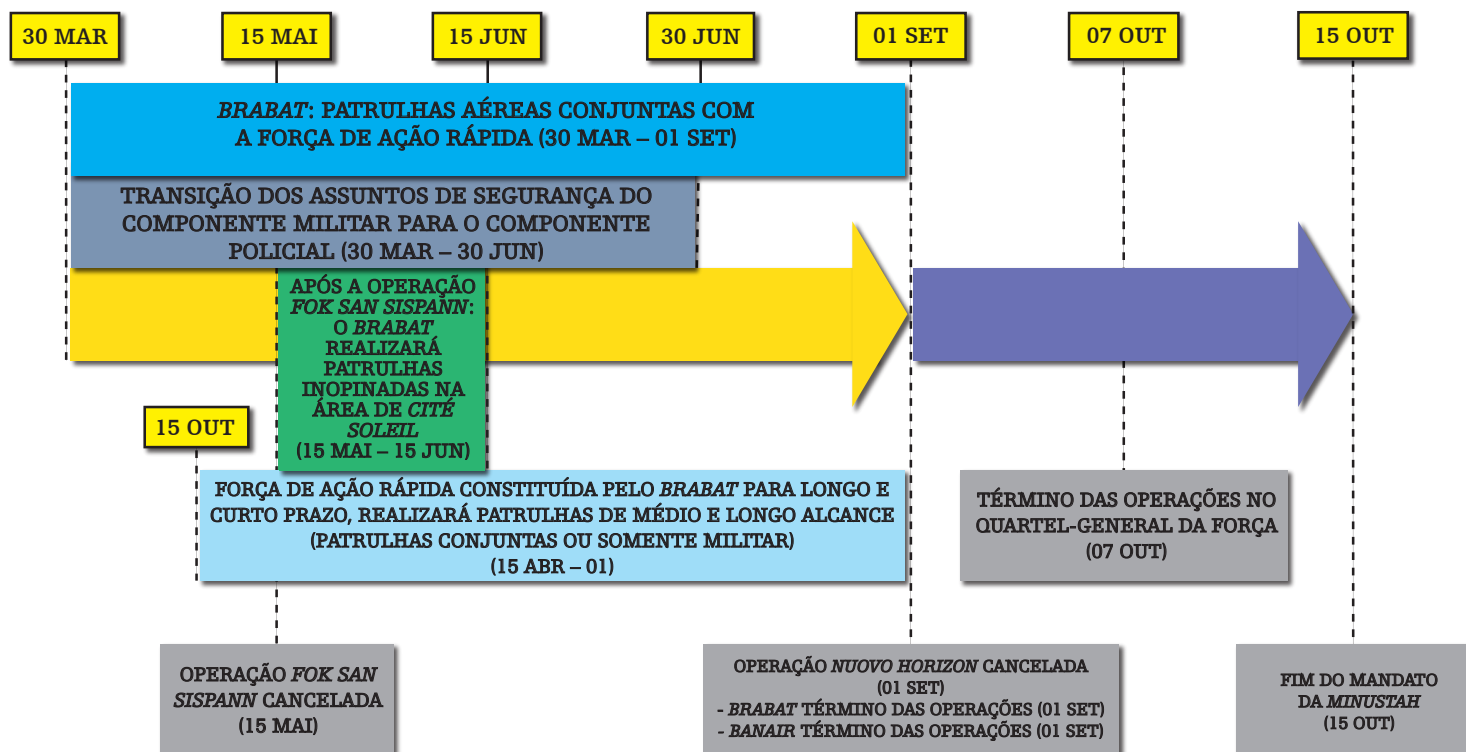 30 MAR
15 MAI
15 JUN
30 JUN
01 SET
07 OUT
15 OUT
BRABAT: PATRULHAS AÉREAS CONJUNTAS COM
A FORÇA DE AÇÃO RÁPIDA (30 MAR – 01 SET)
TRANSIÇÃO DOS ASSUNTOS DE SEGURANÇA DO
COMPONENTE MILITAR PARA O COMPONENTE
POLICIAL (30 MAR – 30 JUN)
APÓS A OPERAÇÃO
FOK SAN SISPANN:
O BRABAT
REALIZARÁ
PATRULHAS
INOPINADAS NA
ÁREA DE CITÉ
SOLEIL
(15 MAI – 15 JUN)
15 OUT
FORÇA DE AÇÃO RÁPIDA CONSTITUÍDA PELO BRABAT PARA LONGO E
CURTO PRAZO, REALIZARÁ PATRULHAS DE MÉDIO E LONGO ALCANCE
(PATRULHAS CONJUNTAS OU SOMENTE MILITAR)
(15 ABR – 01)
TÉRMINO DAS OPERAÇÕES NO
QUARTEL-GENERAL DA FORÇA
(07 OUT)
OPERAÇÃO FOK SAN
SISPANN CANCELADA
(15 MAI)
OPERAÇÃO NUOVO HORIZON CANCELADA
(01 SET)
- BRABAT TÉRMINO DAS OPERAÇÕES (01 SET)
- BANAIR TÉRMINO DAS OPERAÇÕES (01 SET)
FIM DO MANDATO
DA MINUSTAH
(15 OUT)